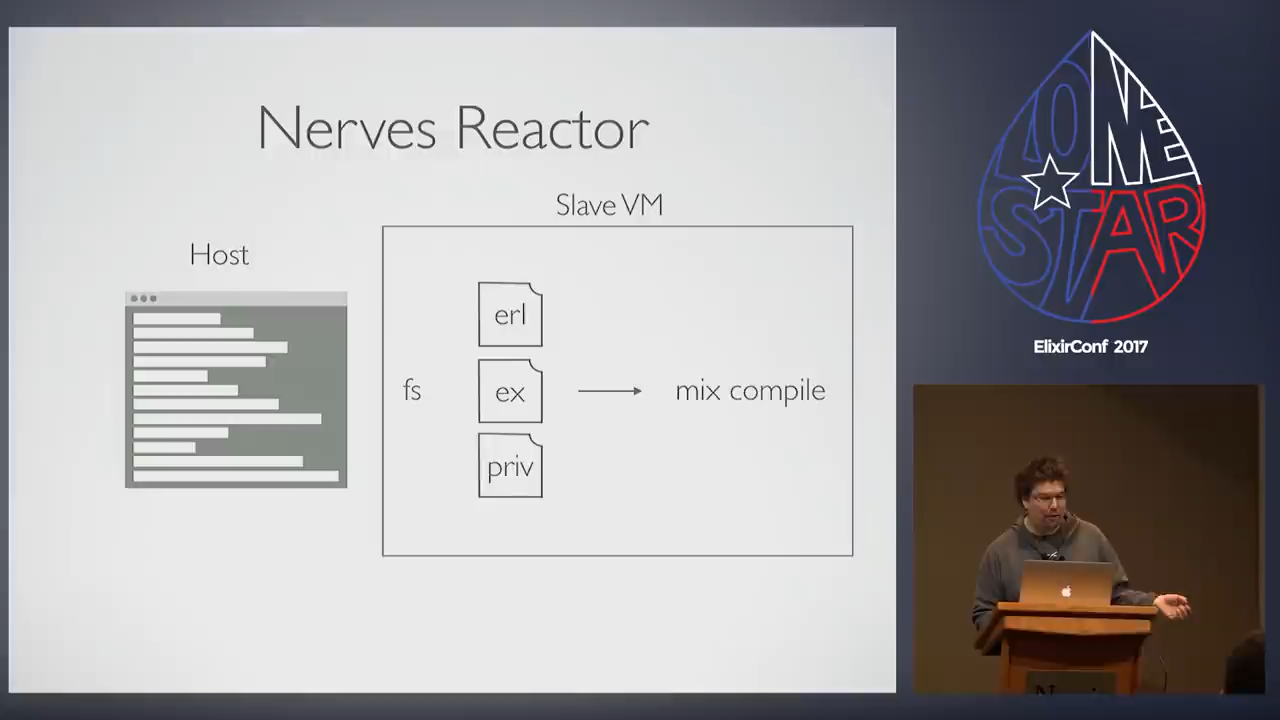 Nerves Reactor
Slave VM
Host
erl
fs
ex
mix compile
priv
LONE
STAR
ElixirConf 2017